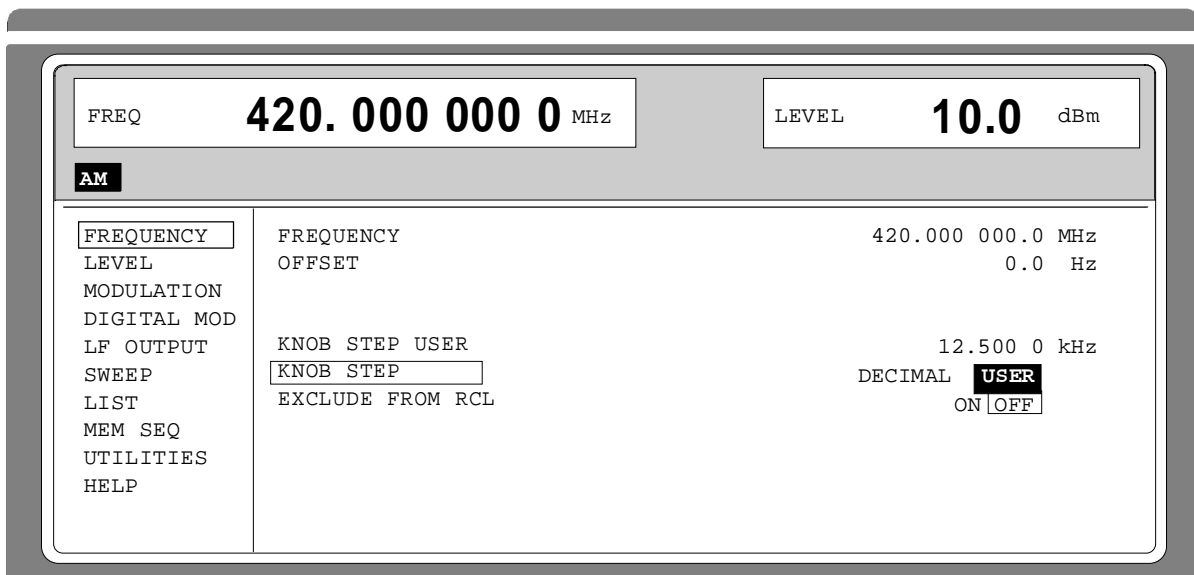 FREQ 420. 000 000 0 MHz LEVEL 10.0 dBm
AM
FREQUENCY
LEVEL
MODULATION
DIGITAL MOD
LF OUTPUT
SWEEP
LIST
MEM SEQ
UTILITIES
HELP
FREQUENCY 420.000 000.0 MHz
OFFSET 0.0 Hz
KNOB STEP USER 12.500 0 kHz
KNOB STEP DECIMAL USER
EXCLUDE FROM RCL ON OFF